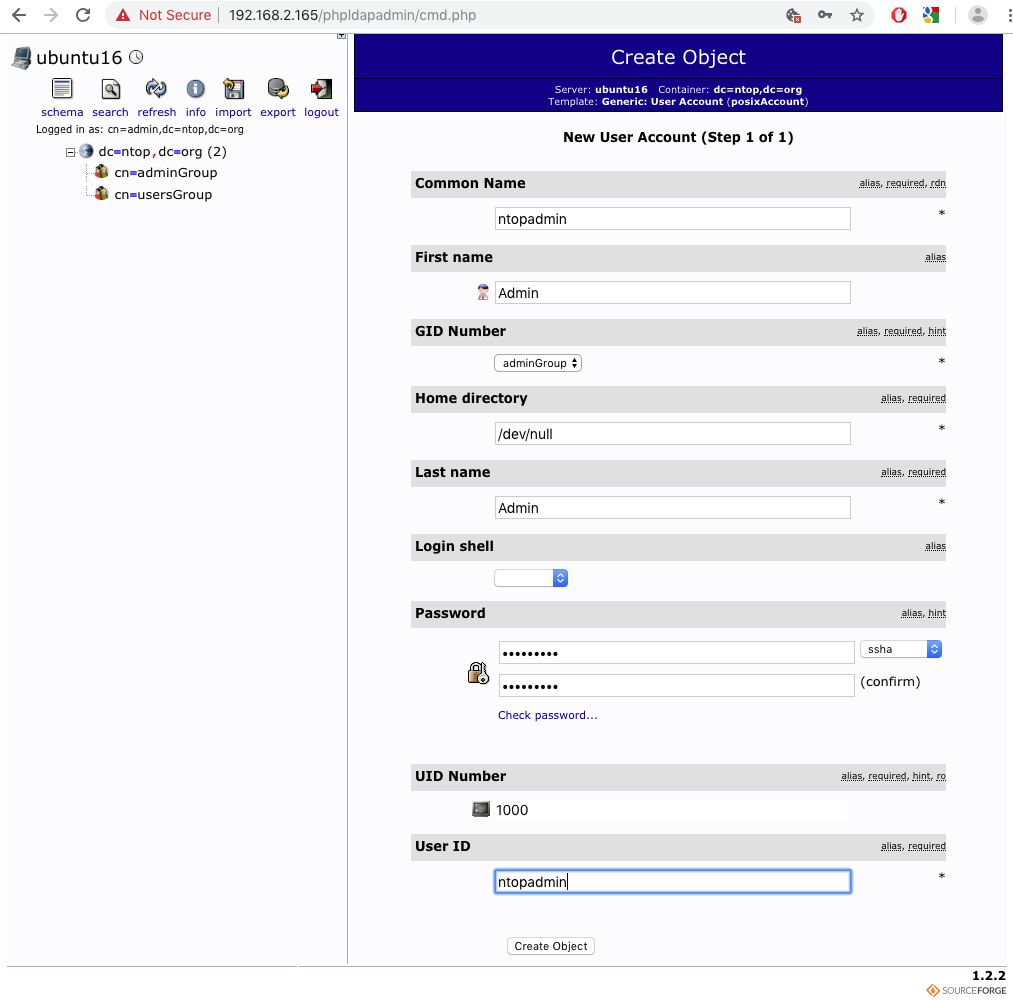 Not Secure 192.168.2.165/phpldapadmin/cmd.php
ubuntu16
schema search refresh info import export logout
Logged in as: cn=admin,dc=ntop,dc=org
dc=ntop,dc=org (2)
cn=adminGroup
cn=usersGroup
Create Object
Server: ubuntu16 Container: dc=ntop,dc=org
Template: Generic: User Account (posixAccount)
New User Account (Step 1 of 1)
Common Name alias, required, rdn
ntopadmin *
First name alias
Admin
GID Number alias, required, hint
adminGroup *
Home directory alias, required
/dev/null *
Last name alias, required
Admin *
Login shell alias
Password alias, hint
••••••••• ssha
••••••••• (confirm)
Check password...
UID Number alias, required, hint, ro
1000
User ID alias, required
ntopadmin *
Create Object
1.2.2
SOURCEFORGE